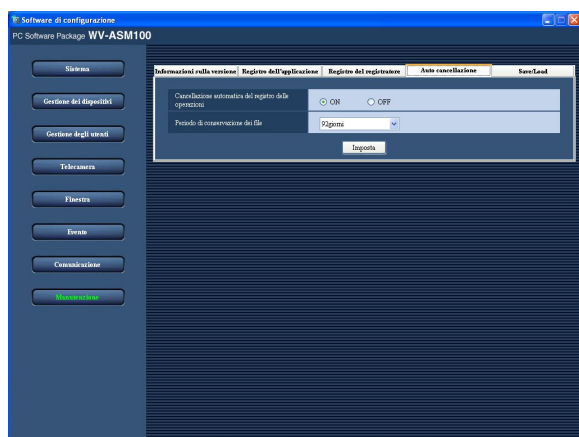 Software di configurazione
PC Software Package WV-ASM100
Sistema
Gestione dei dispositivi
Gestione degli utenti
Telecamera
Finestra
Evento
Comunicazione
Manutenzione
Informazioni sulla versione
Registro dell'applicazione
Registro del registratore
Auto cancellazione
Save/Load
Cancellazione automatica del registro delle
operazioni
ON
OFF
Periodo di conservazione dei file
92giorni
Imposta